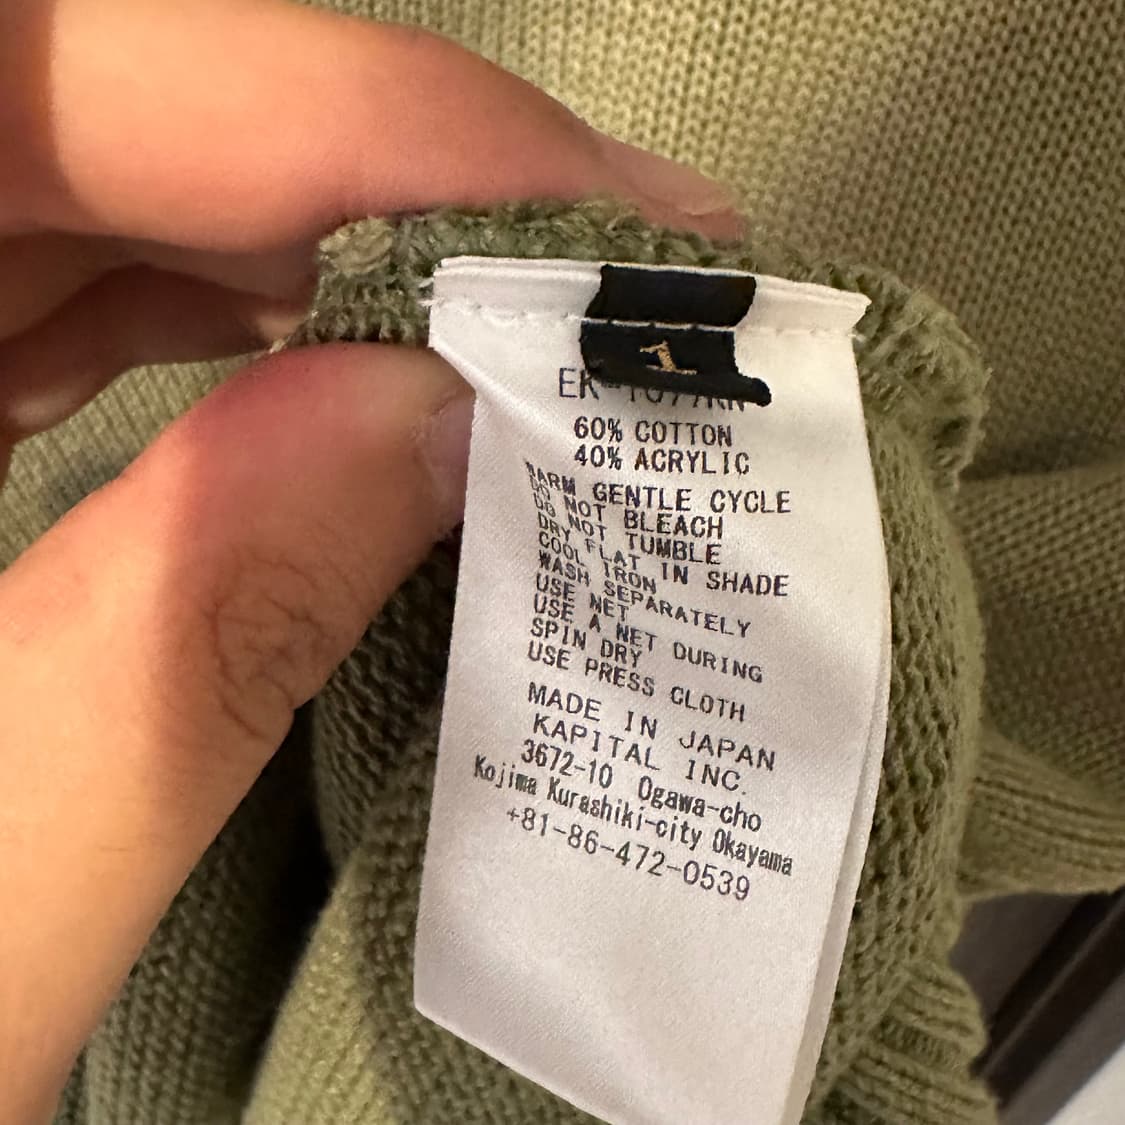 1
60% COTTON
40% ACRYLIC
WARM GENTLE CYCLE
DO NOT BLEACH
DO NOT TUMBLE
DRY FLAT IN SHADE
COOL IRON
WASH SEPARATELY
USE NET
USE A NET DURING
SPIN DRY
USE PRESS CLOTH
MADE IN JAPAN
KAPITAL INC.
3672-10 Ogawa-cho
Kojima Kurashiki-city Okayama
+81-86-472-0539